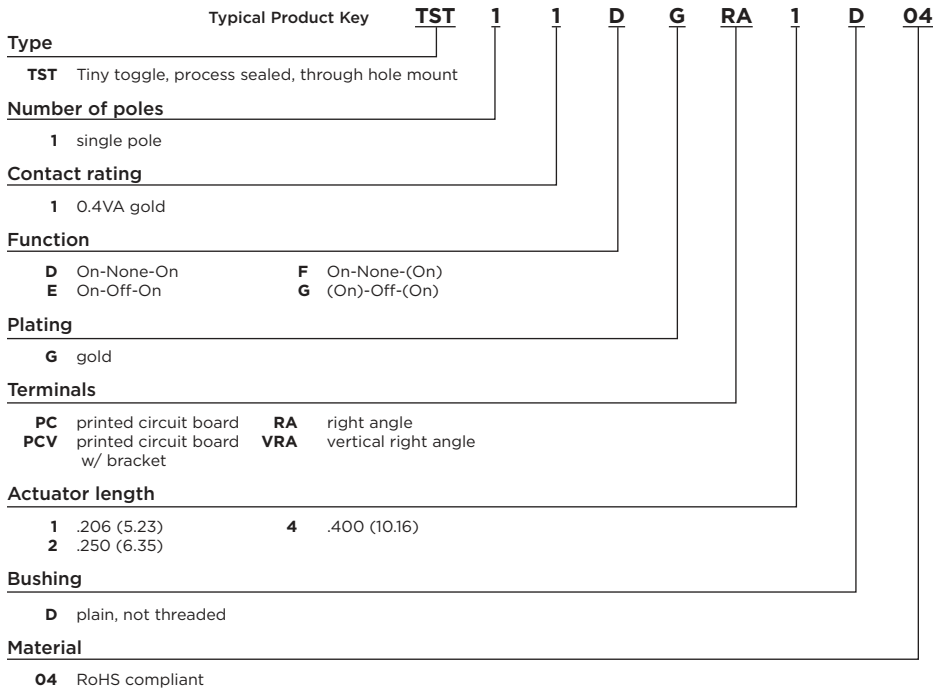 Typical Product Key TST 1 1 D G RA 1 D 04
Type
TST Tiny toggle, process sealed, through hole mount
Number of poles
1 single pole
Contact rating
1 0.4VA gold
Function
D On-None-On F On-None-(On)
E On-Off-On G (On)-Off-(On)
Plating
G gold
Terminals
PC printed circuit board RA right angle
PCV printed circuit board VRA vertical right angle
w/ bracket
Actuator length
1 .206 (5.23) 4 .400 (10.16)
2 .250 (6.35)
Bushing
D plain, not threaded
Material
04 RoHS compliant